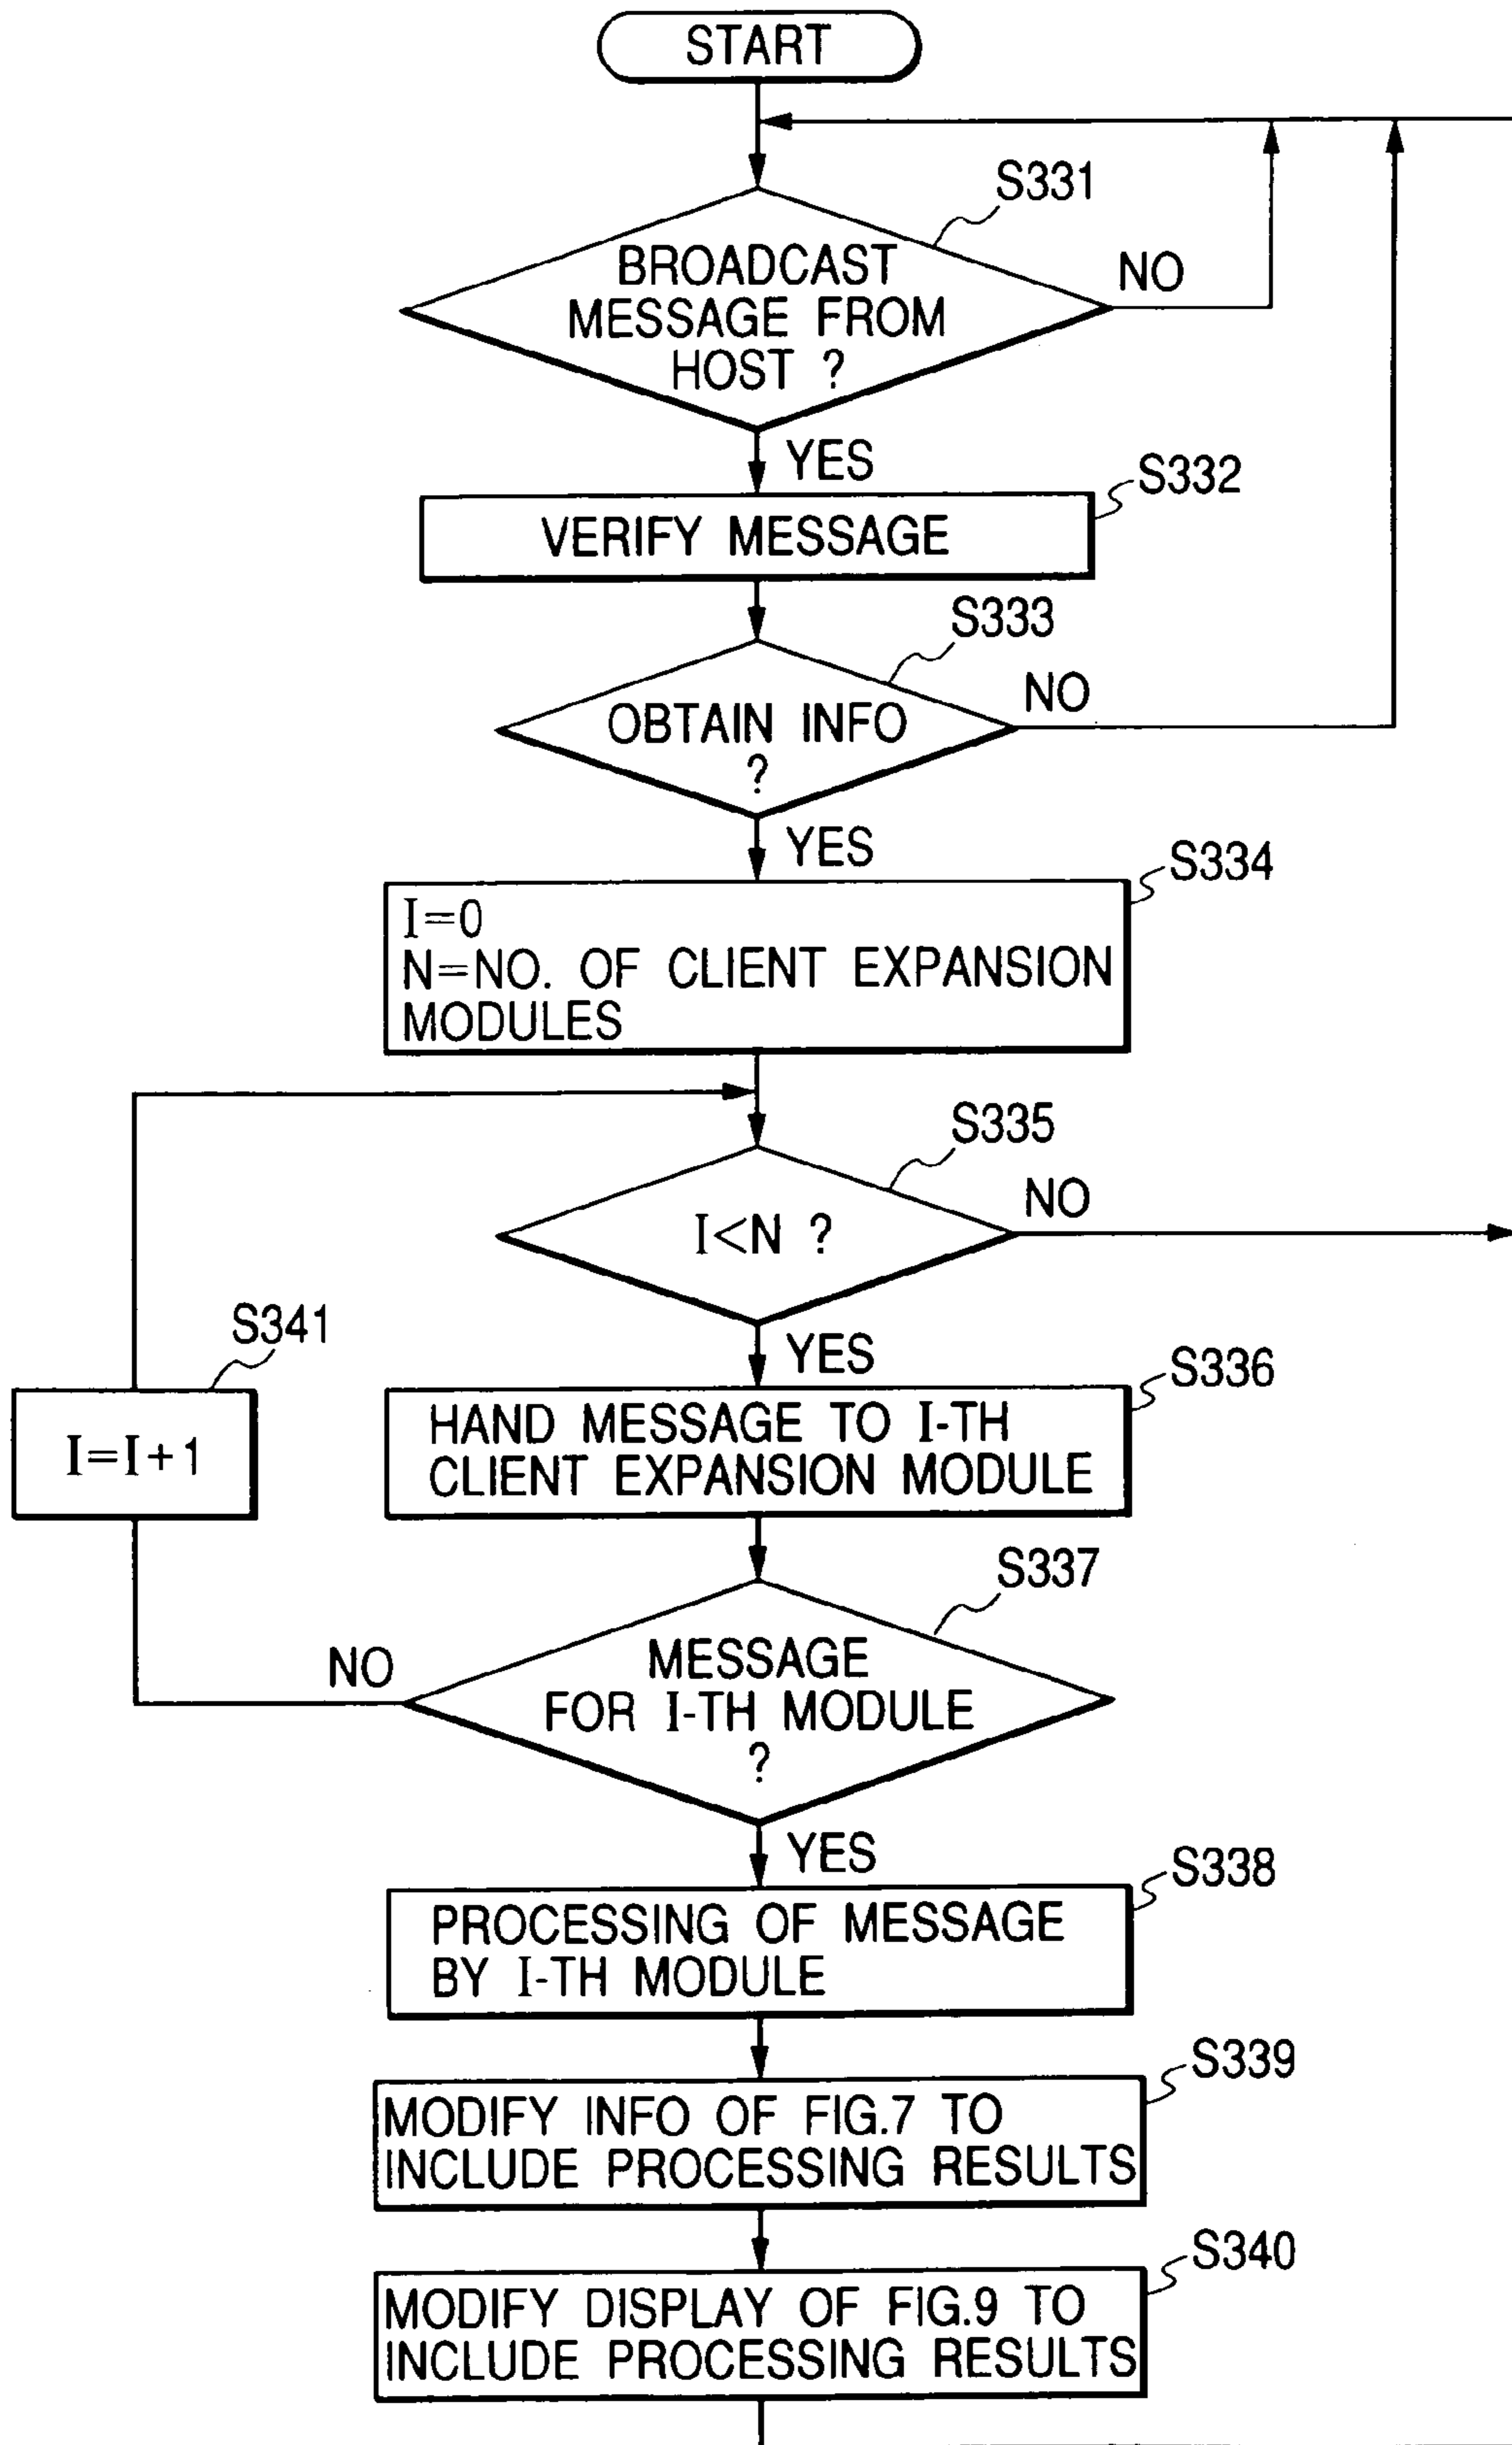 START
S331
BROADCAST
MESSAGE FROM
HOST ?
NO
YES
S332
VERIFY MESSAGE
S333
OBTAIN INFO
?
NO
YES
S334
I=0
N=NO. OF CLIENT EXPANSION
MODULES
S335
I<N ?
NO
S341
I=I+1
YES
S336
HAND MESSAGE TO I-TH
CLIENT EXPANSION MODULE
S337
MESSAGE
FOR I-TH MODULE
?
NO
YES
S338
PROCESSING OF MESSAGE
BY I-TH MODULE
S339
MODIFY INFO OF FIG.7 TO
INCLUDE PROCESSING RESULTS
S340
MODIFY DISPLAY OF FIG.9 TO
INCLUDE PROCESSING RESULTS